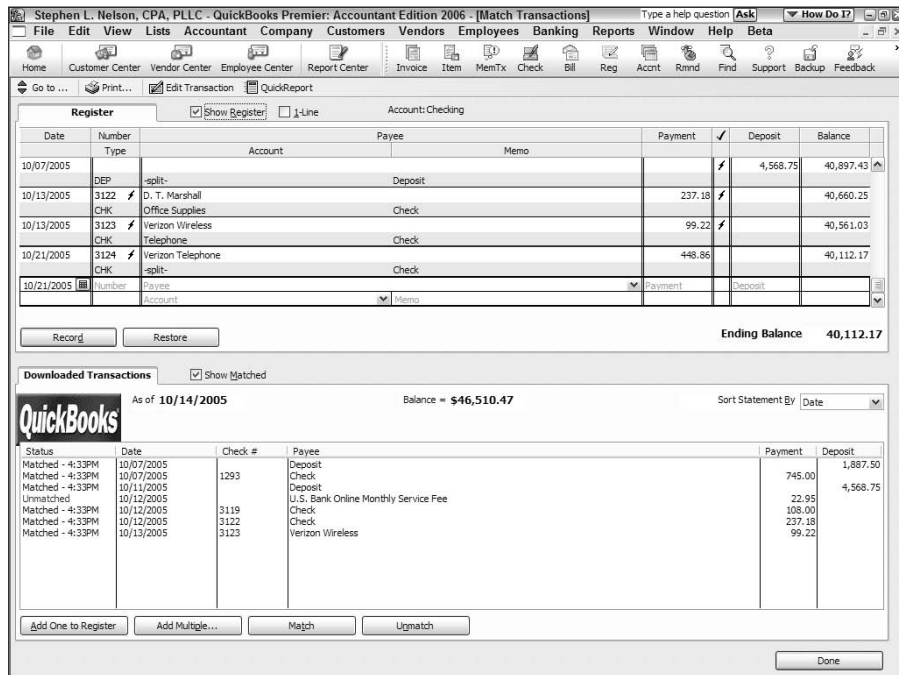 Stephen L. Nelson, CPA, PLLC - QuickBooks Premier: Accountant Edition 2006 - [Match Transactions] Type a help question Ask How Do I?
File Edit View Lists Accountant Company Customers Vendors Employees Banking Reports Window Help Beta
Home Customer Center Vendor Center Employee Center Report Center Invoice Item MemTx Check Bill Reg Accnt Rmnd Find Support Backup Feedback
Go to ... Print... Edit Transaction QuickReport
Register Show Register 1-Line Account: Checking
Date Number Payee Payment ✓ Deposit Balance
Type Account Memo
10/07/2005 4,568.75 40,897.43
DEP -split- Deposit
10/13/2005 3122 D. T. Marshall 237.18 40,660.25
CHK Office Supplies Check
10/13/2005 3123 Verizon Wireless 99.22 40,561.03
CHK Telephone Check
10/21/2005 3124 Verizon Telephone 448.86 40,112.17
CHK -split- Check
10/21/2005 Number Payee Payment Deposit
Account Memo
Record Restore Ending Balance 40,112.17
Downloaded Transactions Show Matched
QuickBooks As of 10/14/2005 Balance = $46,510.47 Sort Statement By Date
Status Date Check # Payee Payment Deposit
Matched - 4:33PM 10/07/2005 Deposit 1,887.50
Matched - 4:33PM 10/07/2005 1293 Check 745.00
Matched - 4:33PM 10/11/2005 Deposit 4,568.75
Unmatched 10/12/2005 U.S. Bank Online Monthly Service Fee 22.95
Matched - 4:33PM 10/12/2005 3119 Check 108.00
Matched - 4:33PM 10/12/2005 3122 Check 237.18
Matched - 4:33PM 10/13/2005 3123 Verizon Wireless 99.22
Add One to Register Add Multiple... Match Unmatch
Done